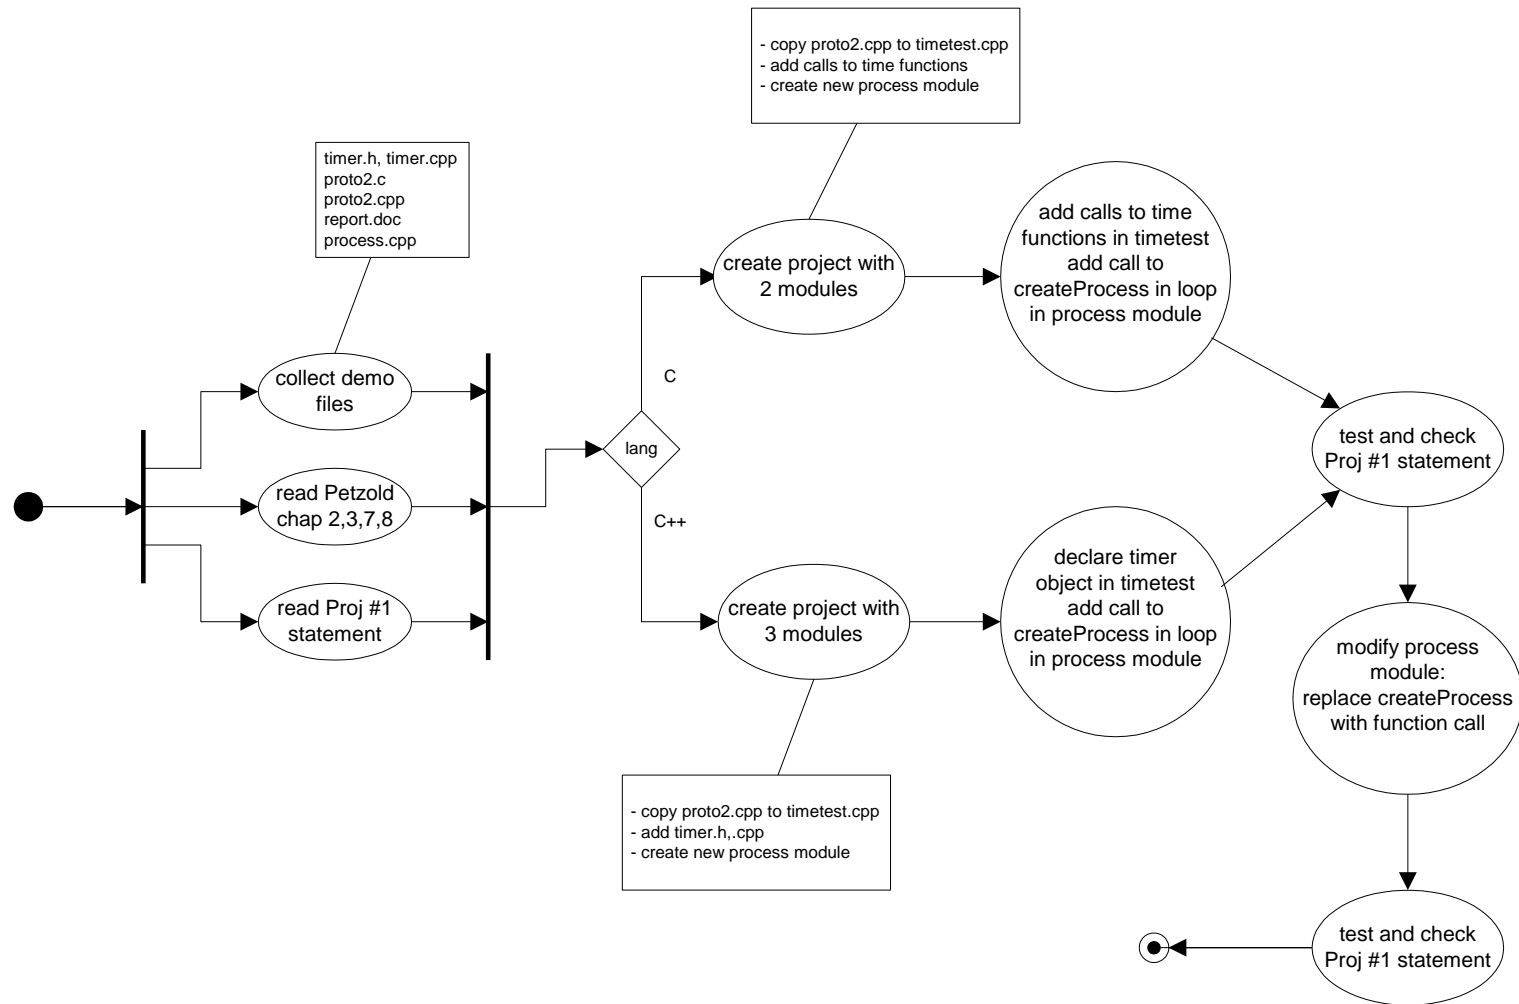 - copy proto2.cpp to timetest.cpp
- add calls to time functions
- create new process module
timer.h, timer.cpp
proto2.c
proto2.cpp
report.doc
process.cpp
collect demo
files
read Petzold
chap 2,3,7,8
read Proj #1
statement
lang
C
C++
create project with
2 modules
add calls to time
functions in timetest
add call to
createProcess in loop
in process module
create project with
3 modules
declare timer
object in timetest
add call to
createProcess in loop
in process module
- copy proto2.cpp to timetest.cpp
- add timer.h,.cpp
- create new process module
test and check
Proj #1 statement
modify process
module:
replace createProcess
with function call
test and check
Proj #1 statement